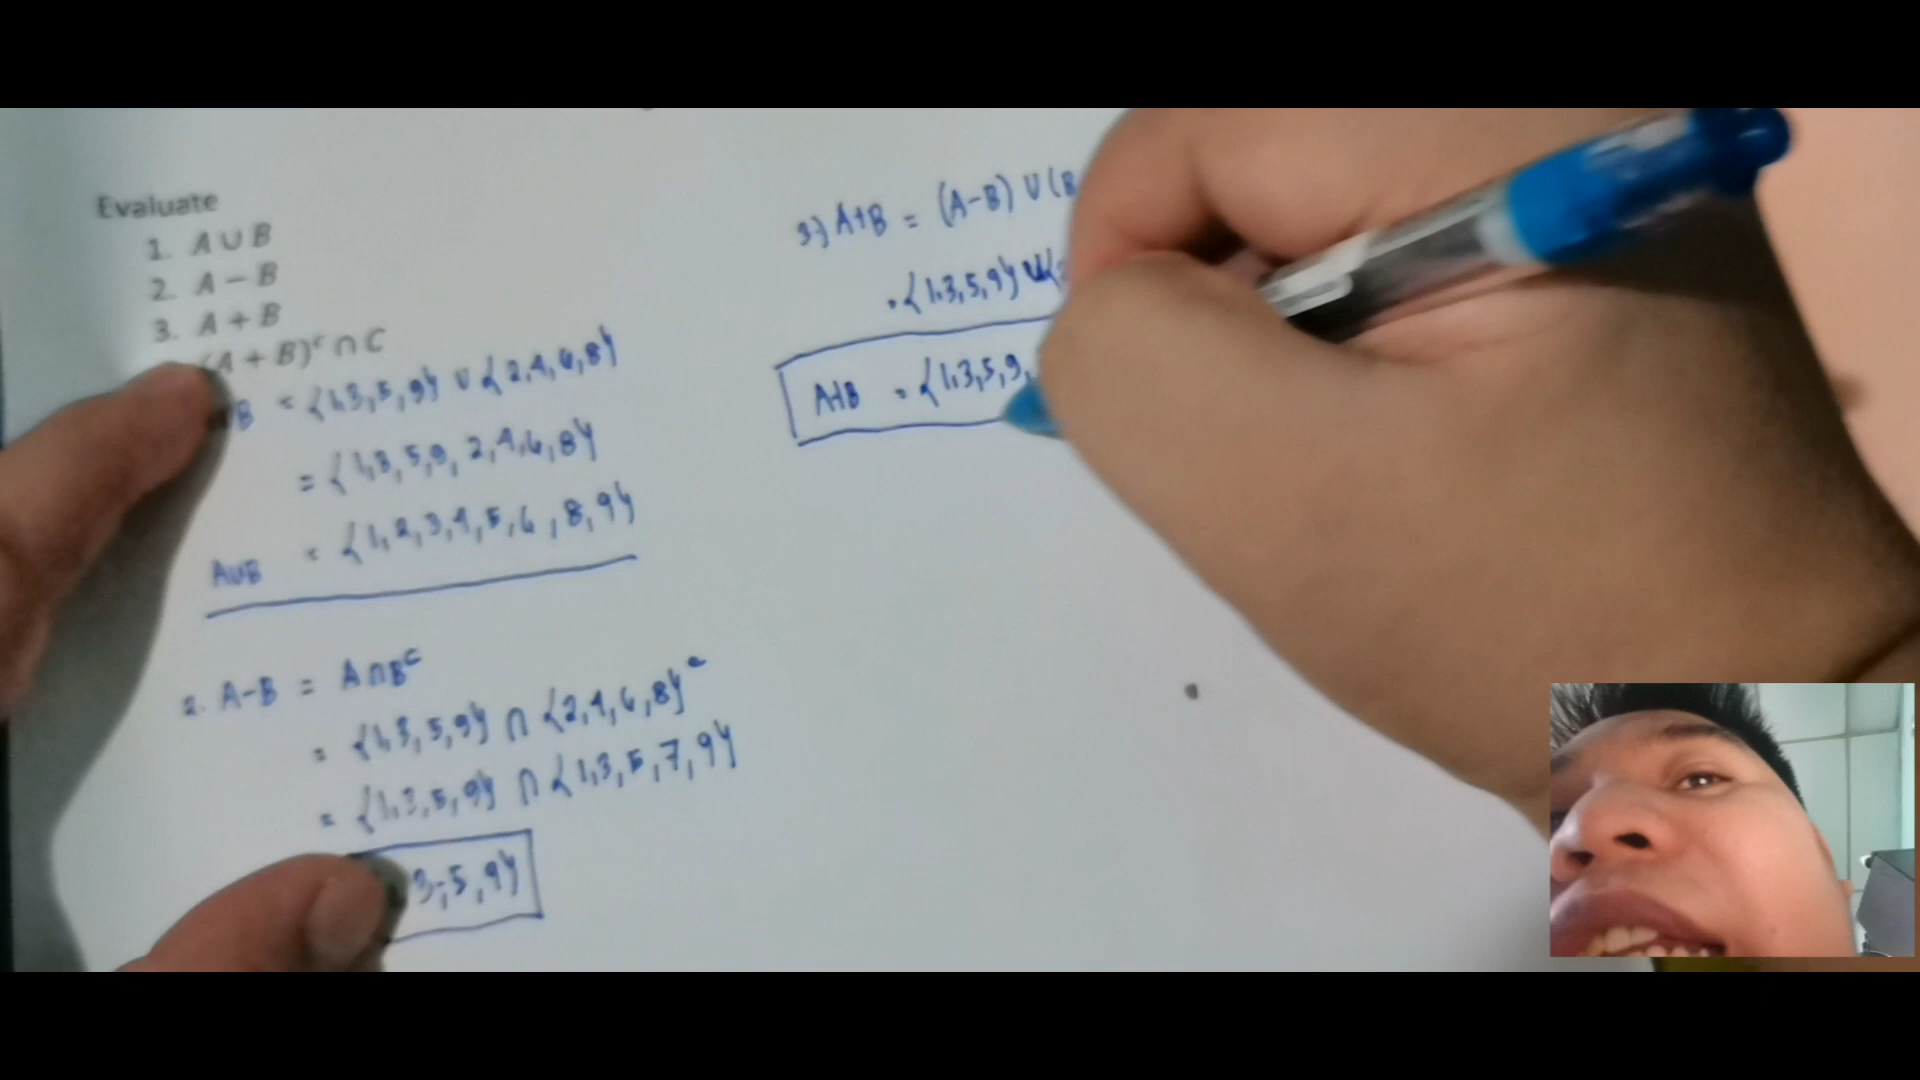 Evaluate
1. A ∪ B
2. A − B
3. A + B
(A + B)ᶜ ∩ C
B = {1,3,5,9} ∪ {2,4,6,8}
= {1,3,5,9,2,4,6,8}
A∪B = {1,2,3,4,5,6,8,9}
2. A-B = A∩Bᶜ
= {1,3,5,9} ∩ {2,4,6,8}ᶜ
= {1,3,5,9} ∩ {1,3,5,7,9}
3,5,9}
3) A+B = (A-B) ∪ (B
= {1,3,5,9} ∪ {
A+B = {1,3,5,9,